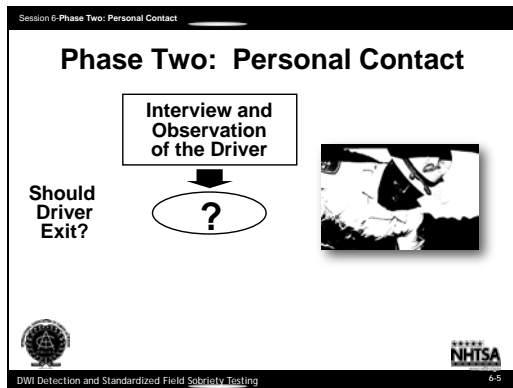 Session 6-Phase Two: Personal Contact
Phase Two: Personal Contact
Interview and
Observation
of the Driver
Should
Driver
Exit?
?
NHTSA
DWI Detection and Standardized Field Sobriety Testing
6-5